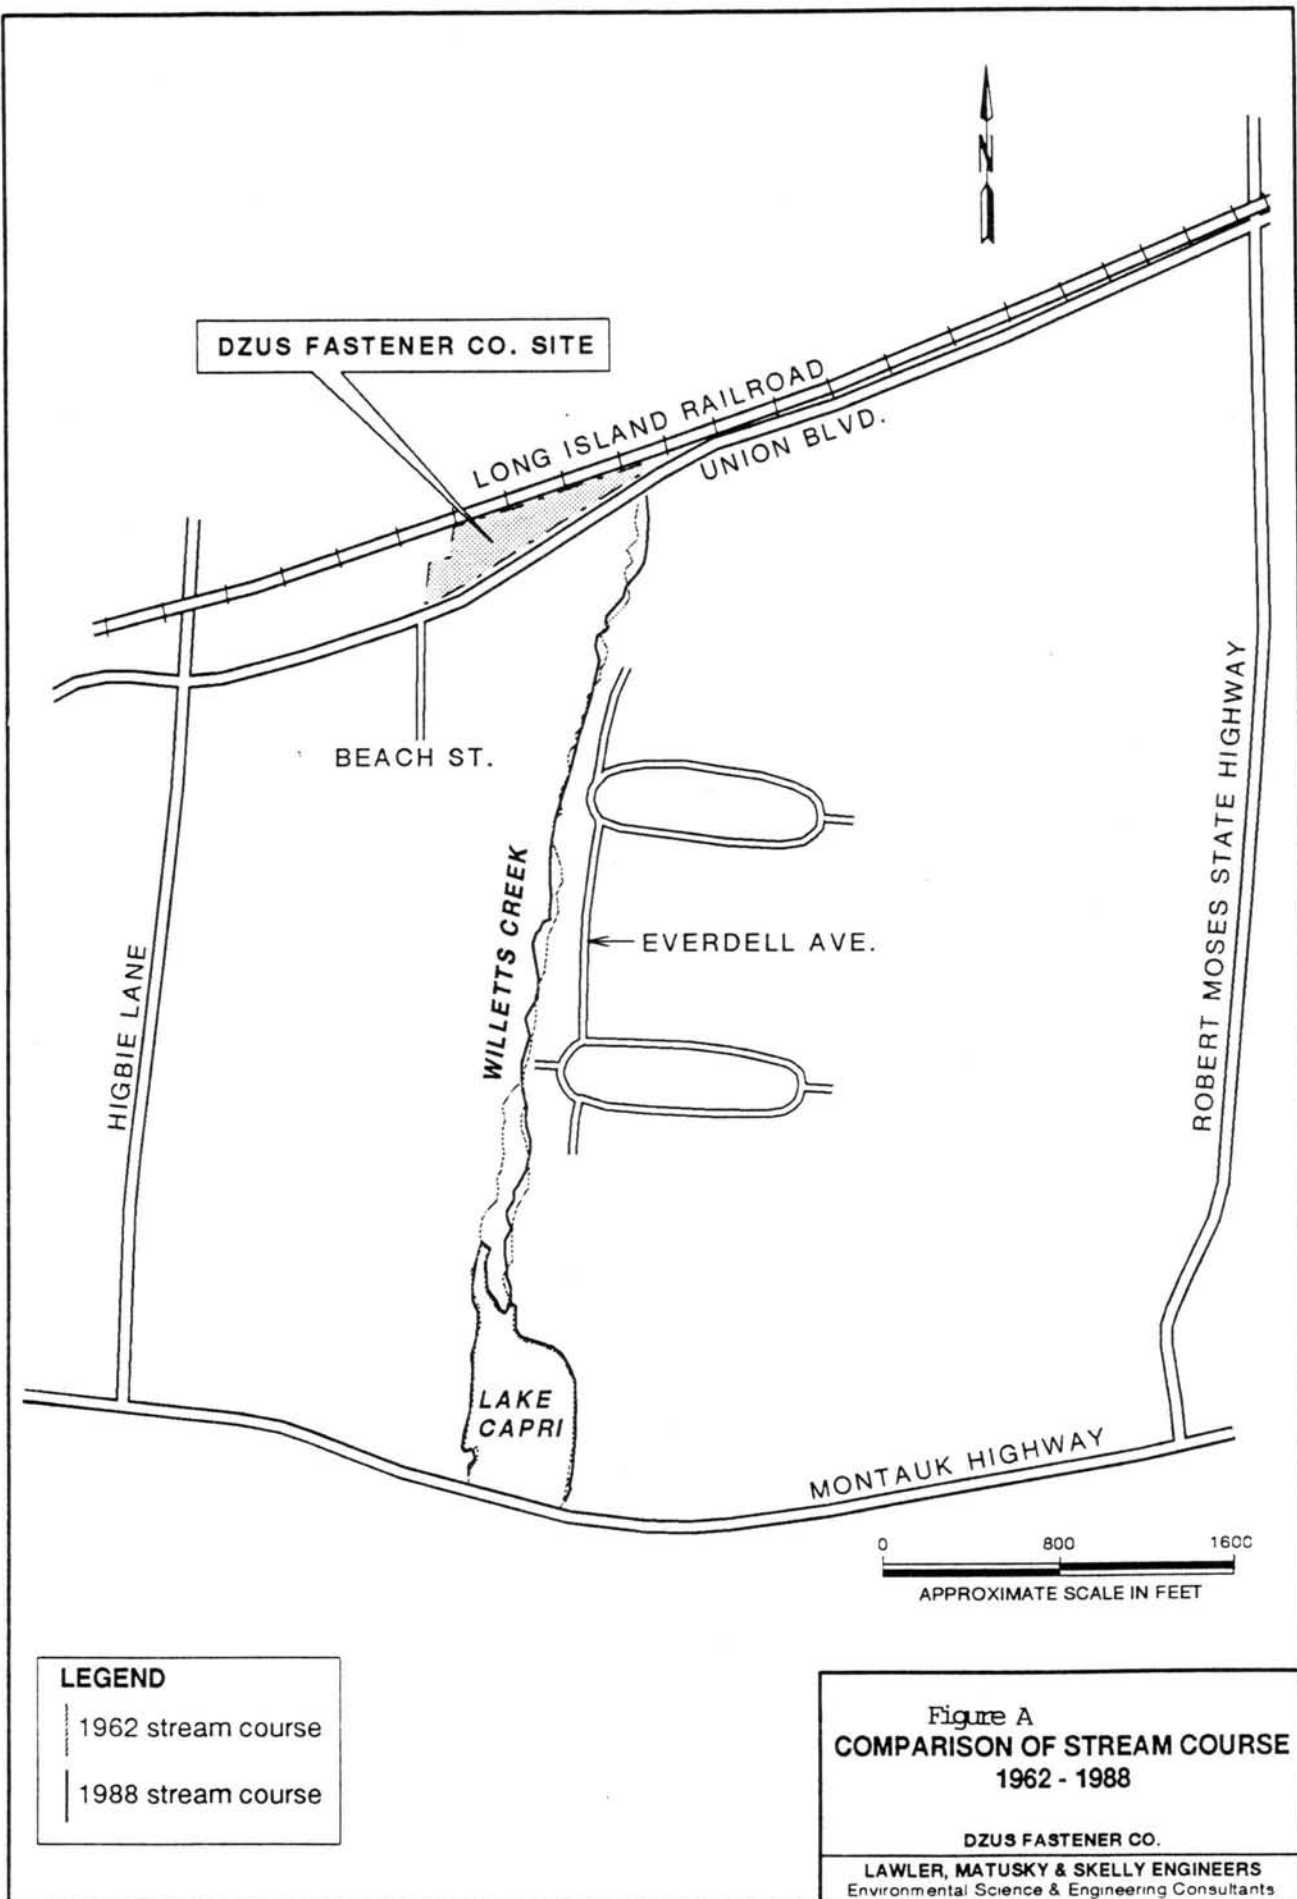 N
DZUS FASTENER CO. SITE
LONG ISLAND RAILROAD
UNION BLVD.
BEACH ST.
WILLETTS CREEK
EVERDELL AVE.
HIGBIE LANE
ROBERT MOSES STATE HIGHWAY
LAKE
CAPRI
MONTAUK HIGHWAY
0 800 1600
APPROXIMATE SCALE IN FEET
LEGEND
1962 stream course
1988 stream course
Figure A
COMPARISON OF STREAM COURSE
1962 - 1988
DZUS FASTENER CO.
LAWLER, MATUSKY & SKELLY ENGINEERS
Environmental Science & Engineering Consultants